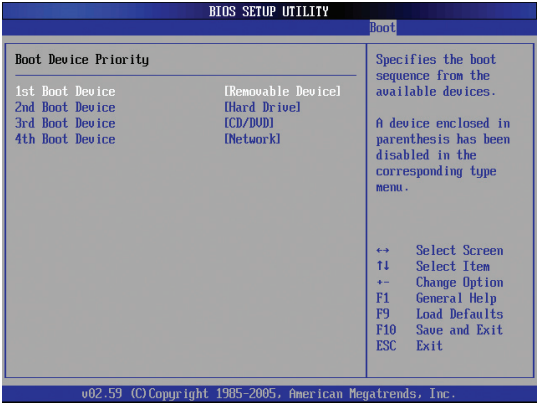 BIOS SETUP UTILITY
Boot
Boot Device Priority
1st Boot Device [Removable Device]
2nd Boot Device [Hard Drive]
3rd Boot Device [CD/DVD]
4th Boot Device [Network]
Specifies the boot
sequence from the
available devices.
A device enclosed in
parenthesis has been
disabled in the
corresponding type
menu.
↔ Select Screen
↑↓ Select Item
+- Change Option
F1 General Help
F9 Load Defaults
F10 Save and Exit
ESC Exit
v02.59 (C)Copyright 1985-2005, American Megatrends, Inc.